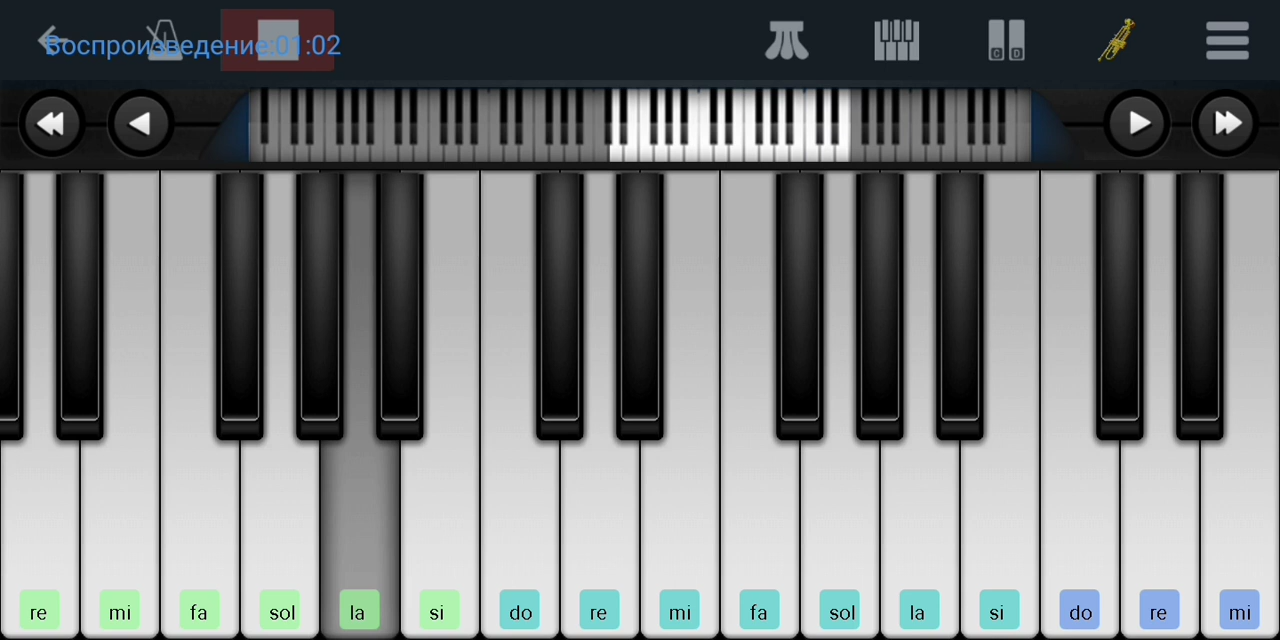 Воспроизведение:01:02
C D
re mi fa sol la si do re mi fa sol la si do re mi